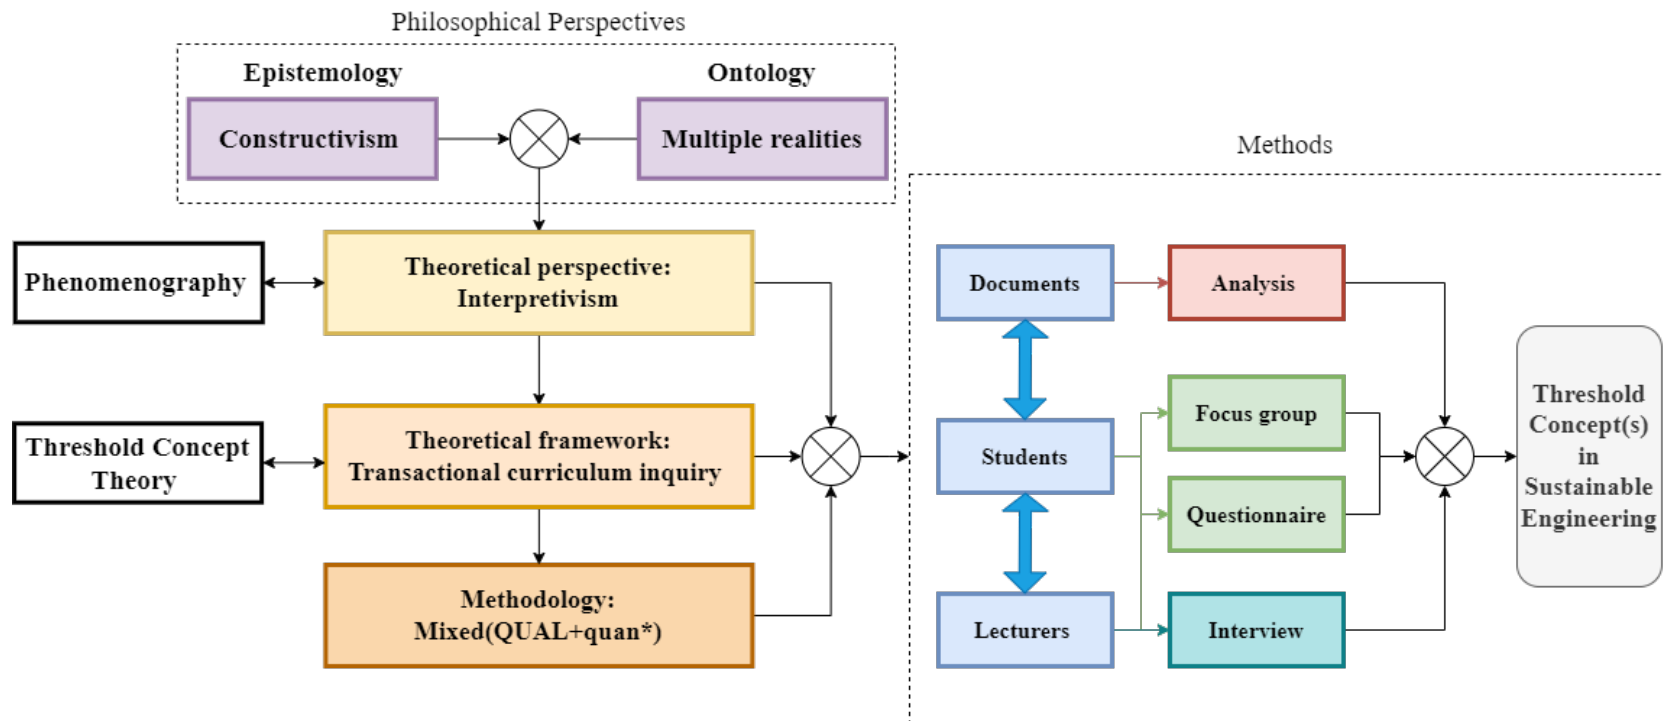 Philosophical Perspectives
Epistemology
Ontology
Constructivism
Multiple realities
Methods
Phenomenography
Theoretical perspective:
Interpretivism
Documents
Analysis
Threshold Concept
Theory
Theoretical framework:
Transactional curriculum inquiry
Students
Focus group
Questionnaire
Threshold
Concept(s)
in
Sustainable
Engineering
Methodology:
Mixed(QUAL+quan*)
Lecturers
Interview